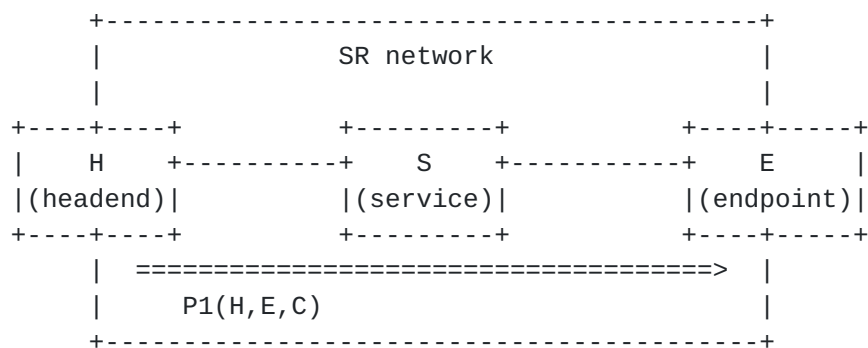 SR network
H S E
(headend) (service) (endpoint)
P1(H,E,C)